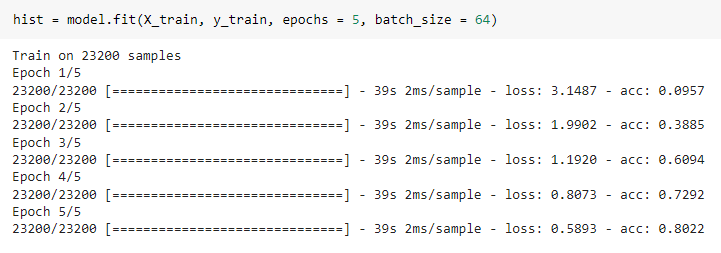 hist = model.fit(X_train, y_train, epochs = 5, batch_size = 64)
Train on 23200 samples
Epoch 1/5
23200/23200 [==============================] - 39s 2ms/sample - loss: 3.1487 - acc: 0.0957
Epoch 2/5
23200/23200 [==============================] - 39s 2ms/sample - loss: 1.9902 - acc: 0.3885
Epoch 3/5
23200/23200 [==============================] - 39s 2ms/sample - loss: 1.1920 - acc: 0.6094
Epoch 4/5
23200/23200 [==============================] - 39s 2ms/sample - loss: 0.8073 - acc: 0.7292
Epoch 5/5
23200/23200 [==============================] - 39s 2ms/sample - loss: 0.5893 - acc: 0.8022